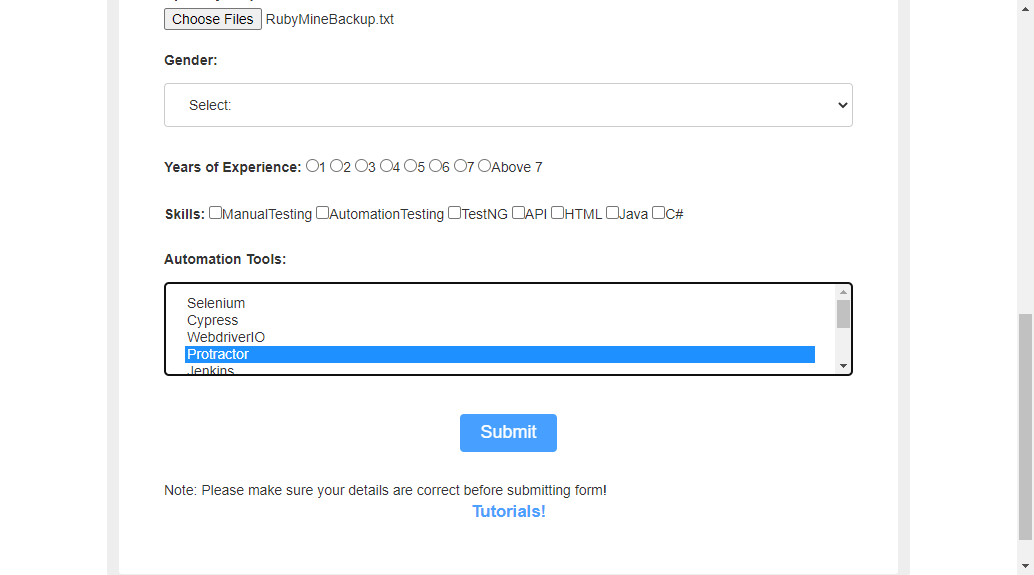 Choose Files RubyMineBackup.txt
Gender:
Select:
Years of Experience: 1 2 3 4 5 6 7 Above 7
Skills: ManualTesting AutomationTesting TestNG API HTML Java C#
Automation Tools:
Selenium
Cypress
WebdriverIO
Protractor
Jenkins
Submit
Note: Please make sure your details are correct before submitting form!
Tutorials!